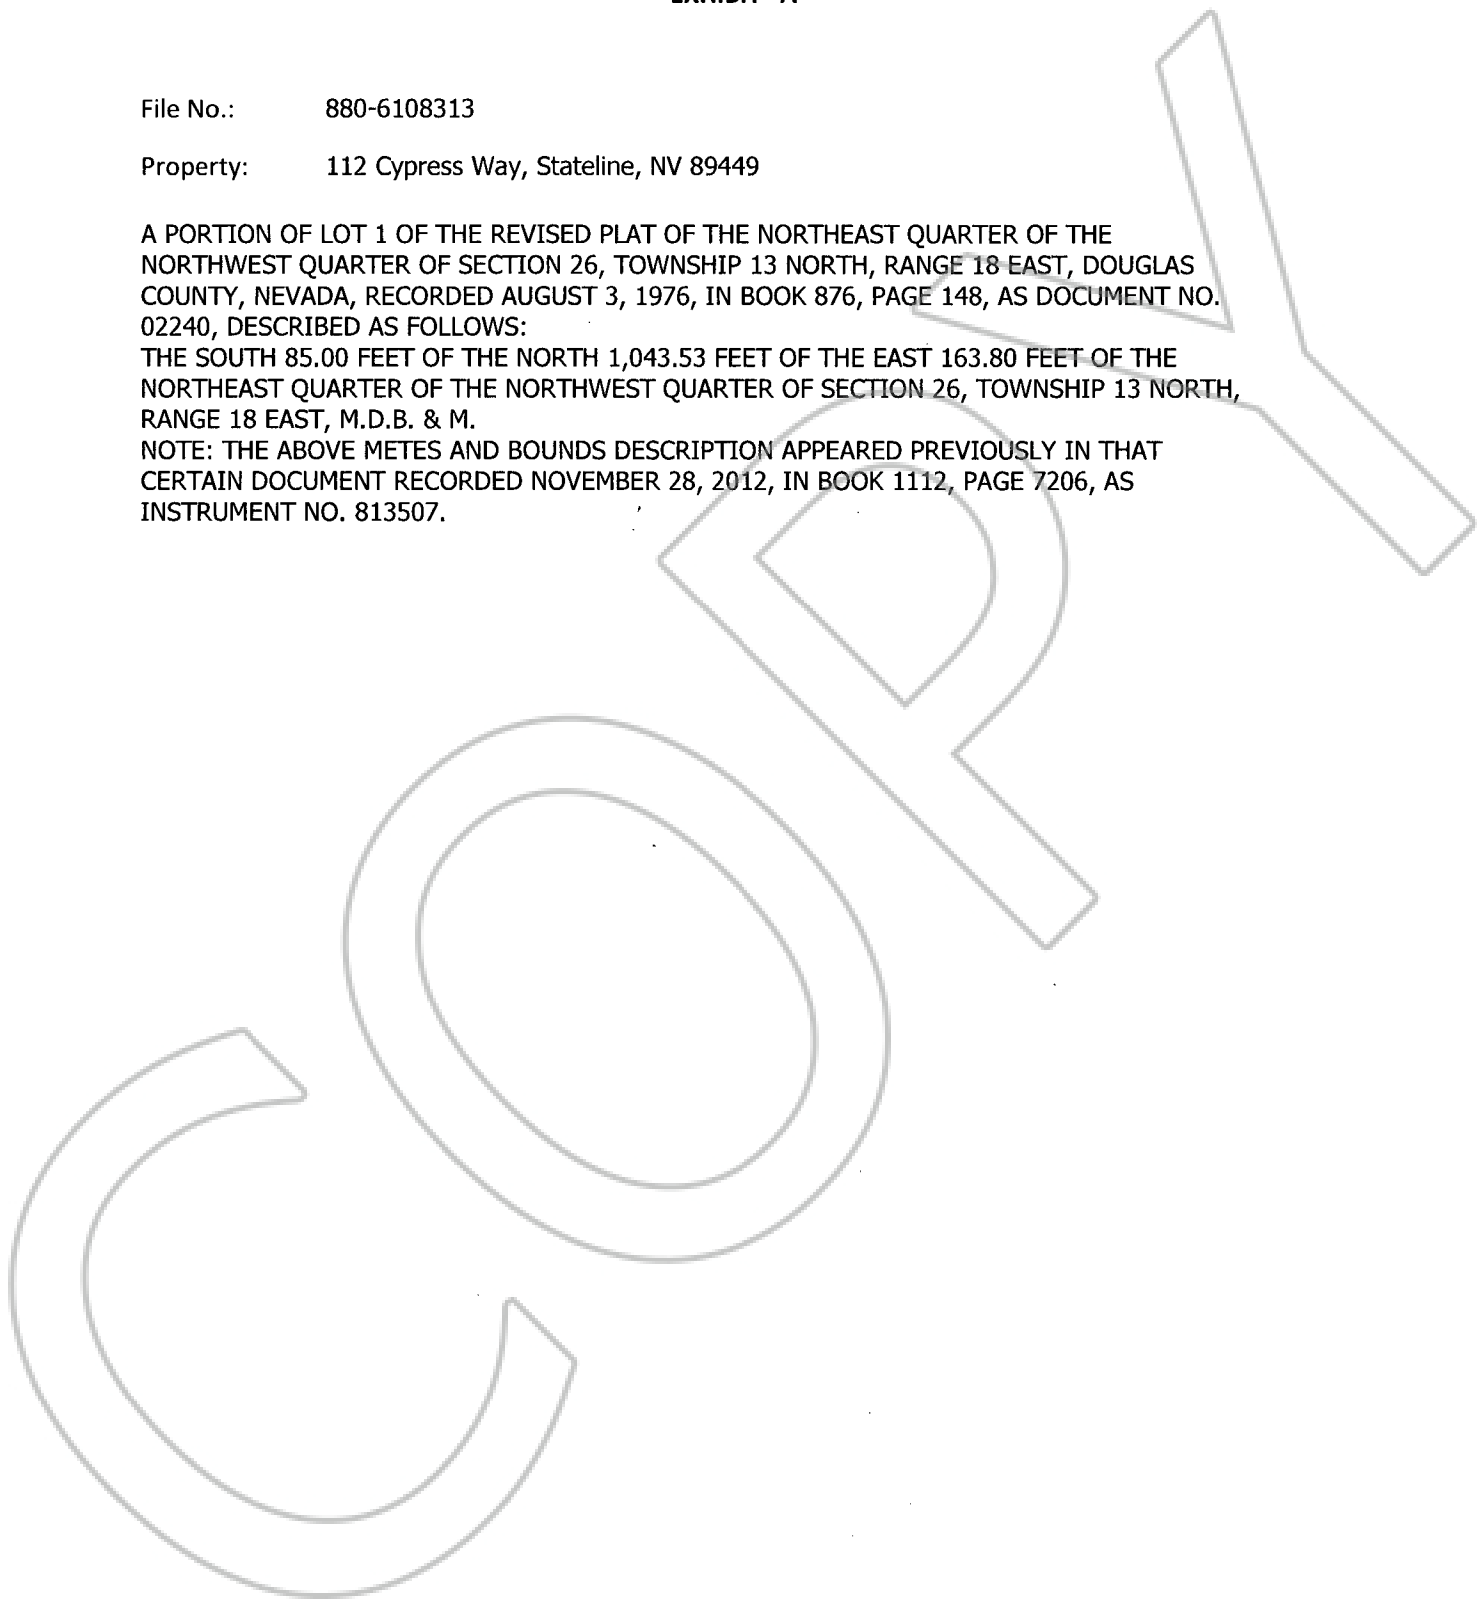 EXHIBIT "A"
File No.: 880-6108313
Property: 112 Cypress Way, Stateline, NV 89449
A PORTION OF LOT 1 OF THE REVISED PLAT OF THE NORTHEAST QUARTER OF THE
NORTHWEST QUARTER OF SECTION 26, TOWNSHIP 13 NORTH, RANGE 18 EAST, DOUGLAS
COUNTY, NEVADA, RECORDED AUGUST 3, 1976, IN BOOK 876, PAGE 148, AS DOCUMENT NO.
02240, DESCRIBED AS FOLLOWS:
THE SOUTH 85.00 FEET OF THE NORTH 1,043.53 FEET OF THE EAST 163.80 FEET OF THE
NORTHEAST QUARTER OF THE NORTHWEST QUARTER OF SECTION 26, TOWNSHIP 13 NORTH,
RANGE 18 EAST, M.D.B. & M.
NOTE: THE ABOVE METES AND BOUNDS DESCRIPTION APPEARED PREVIOUSLY IN THAT
CERTAIN DOCUMENT RECORDED NOVEMBER 28, 2012, IN BOOK 1112, PAGE 7206, AS
INSTRUMENT NO. 813507.
COPY